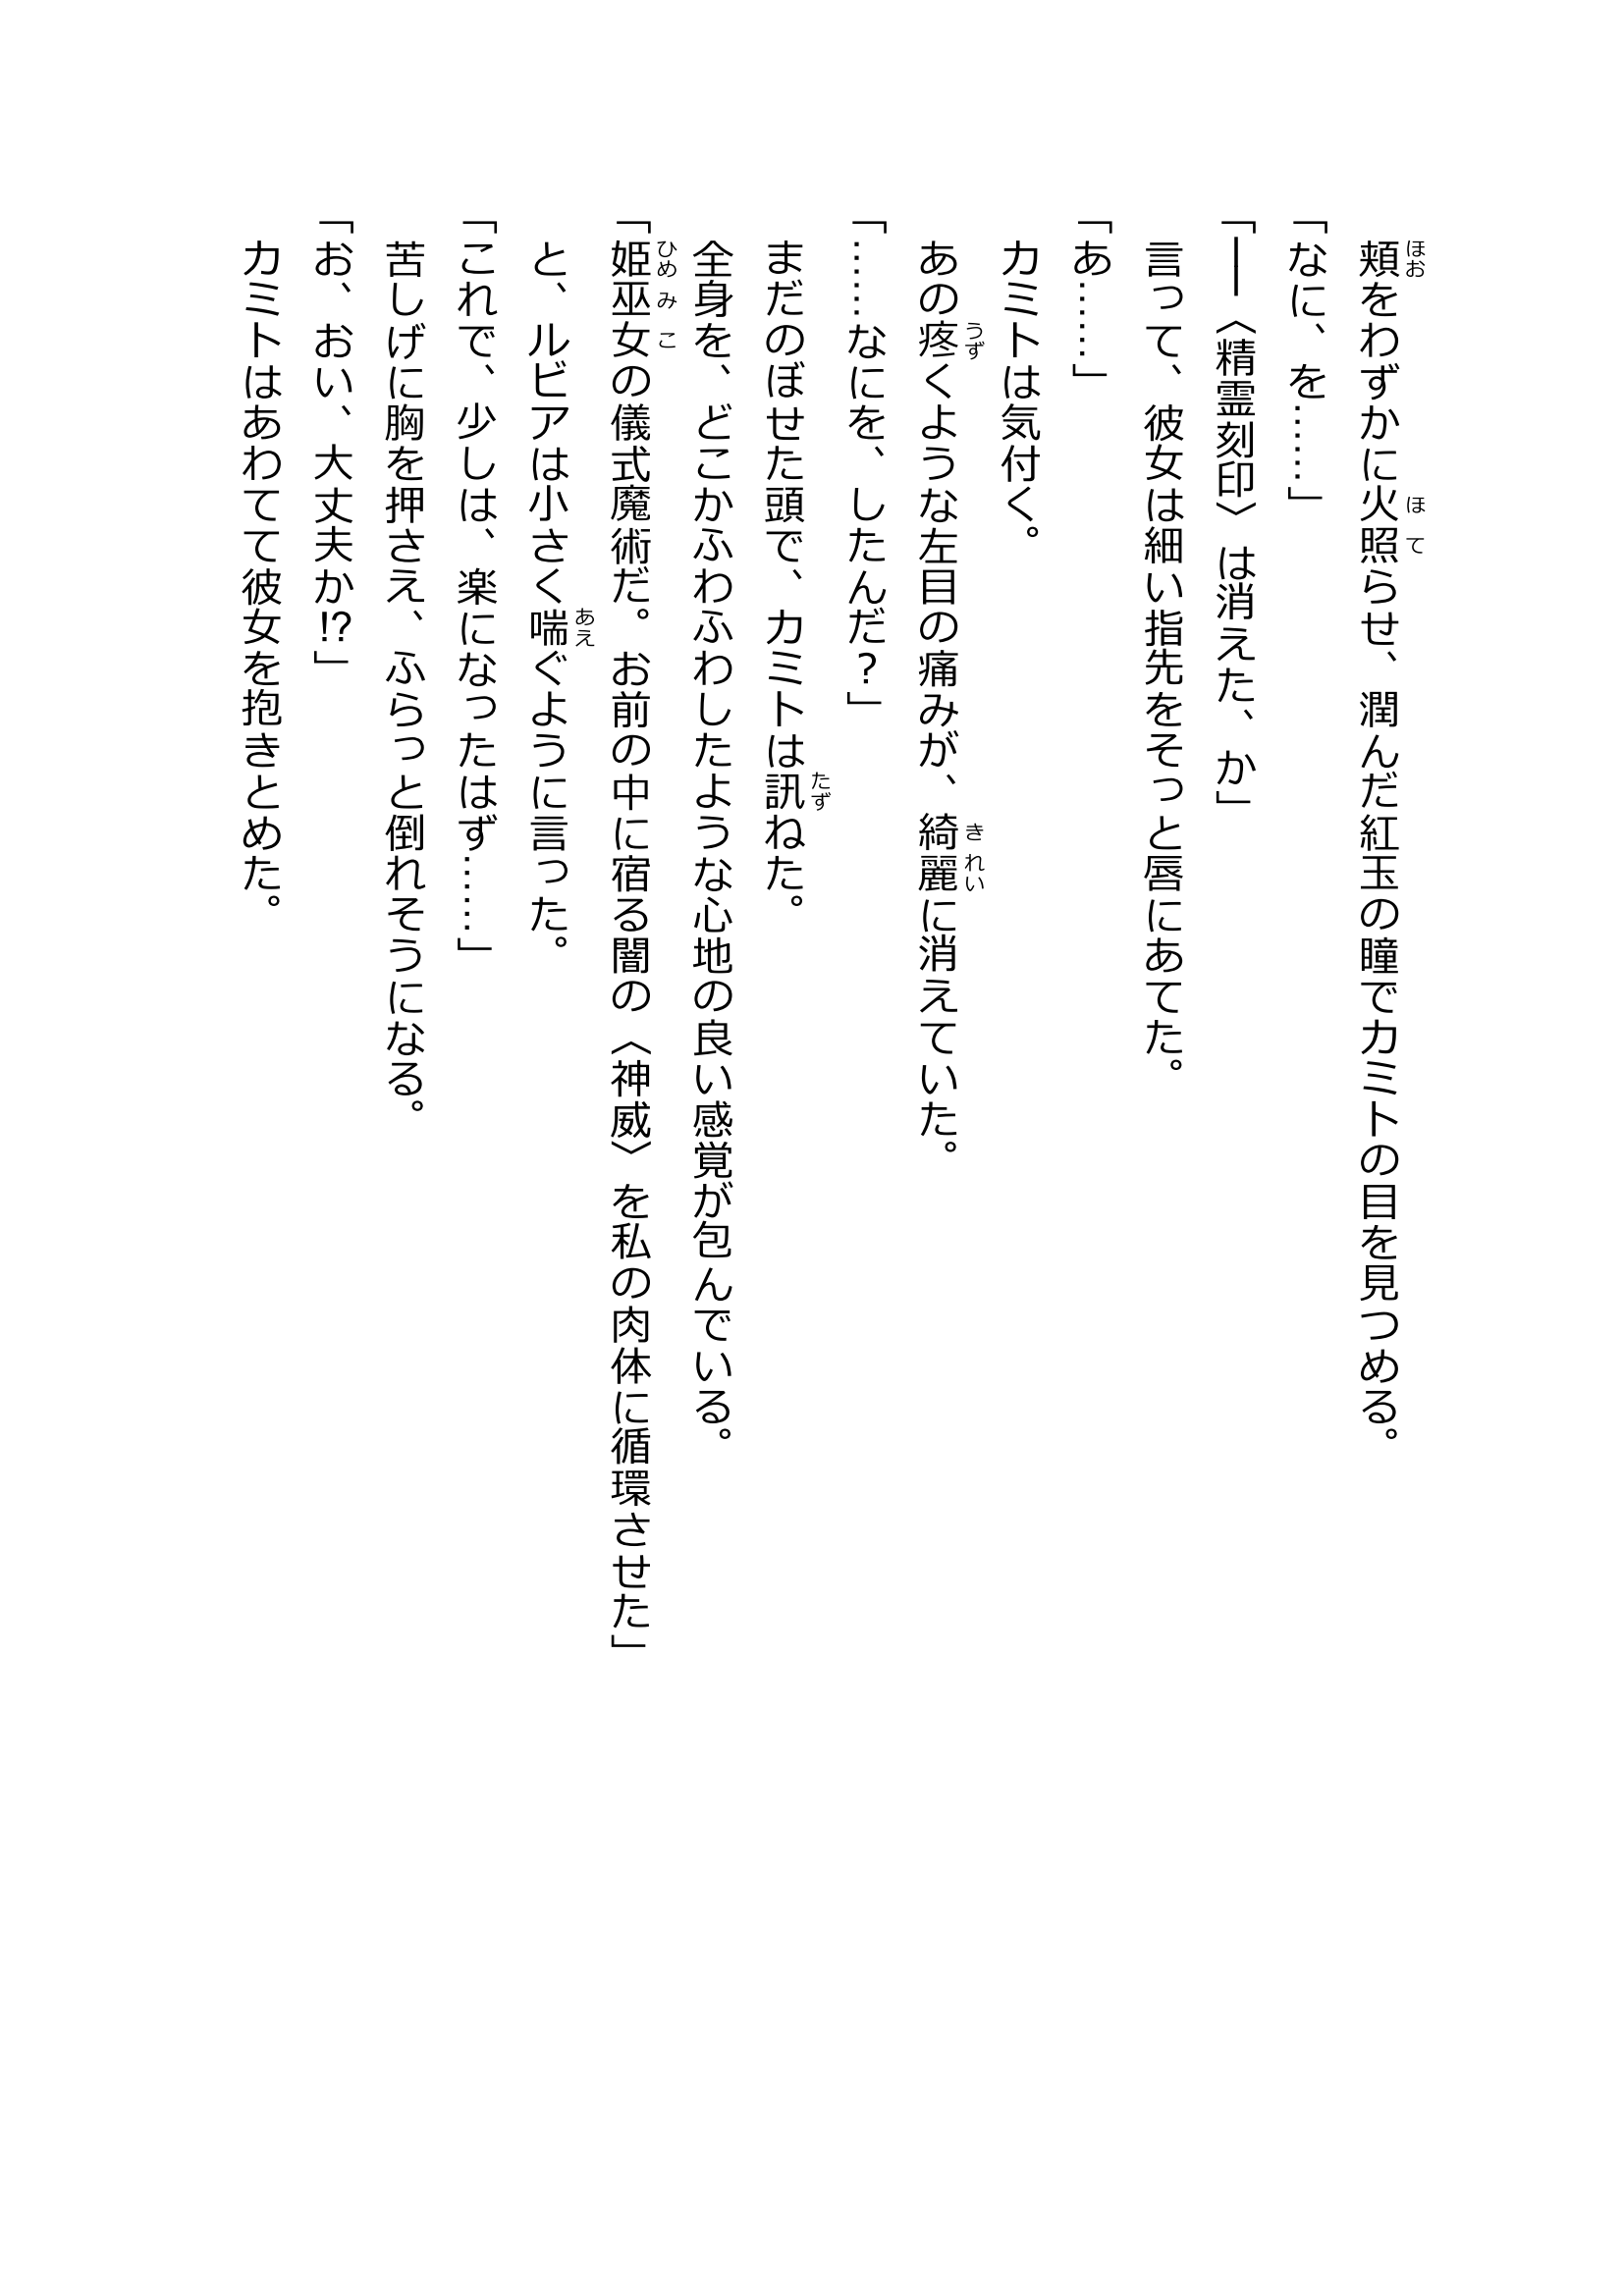 頬をわずかに火照らせ、潤んだ紅玉の瞳でカミトの目を見つめる。
「なに、を……」
「――〈精霊刻印〉は消えた、か」
言って、彼女は細い指先をそっと唇にあてた。
「あ……」
カミトは気付く。
あの疼くような左目の痛みが、綺麗に消えていた。
「……なにを、したんだ？」
まだのぼせた頭で、カミトは訊ねた。
全身を、どこかふわふわしたような心地の良い感覚が包んでいる。
「姫巫女の儀式魔術だ。お前の中に宿る闇の〈神威〉を私の肉体に循環させた」
と、ルビアは小さく喘ぐように言った。
「これで、少しは、楽になったはず……」
苦しげに胸を押さえ、ふらっと倒れそうになる。
「お、おい、大丈夫か!?」
カミトはあわてて彼女を抱きとめた。